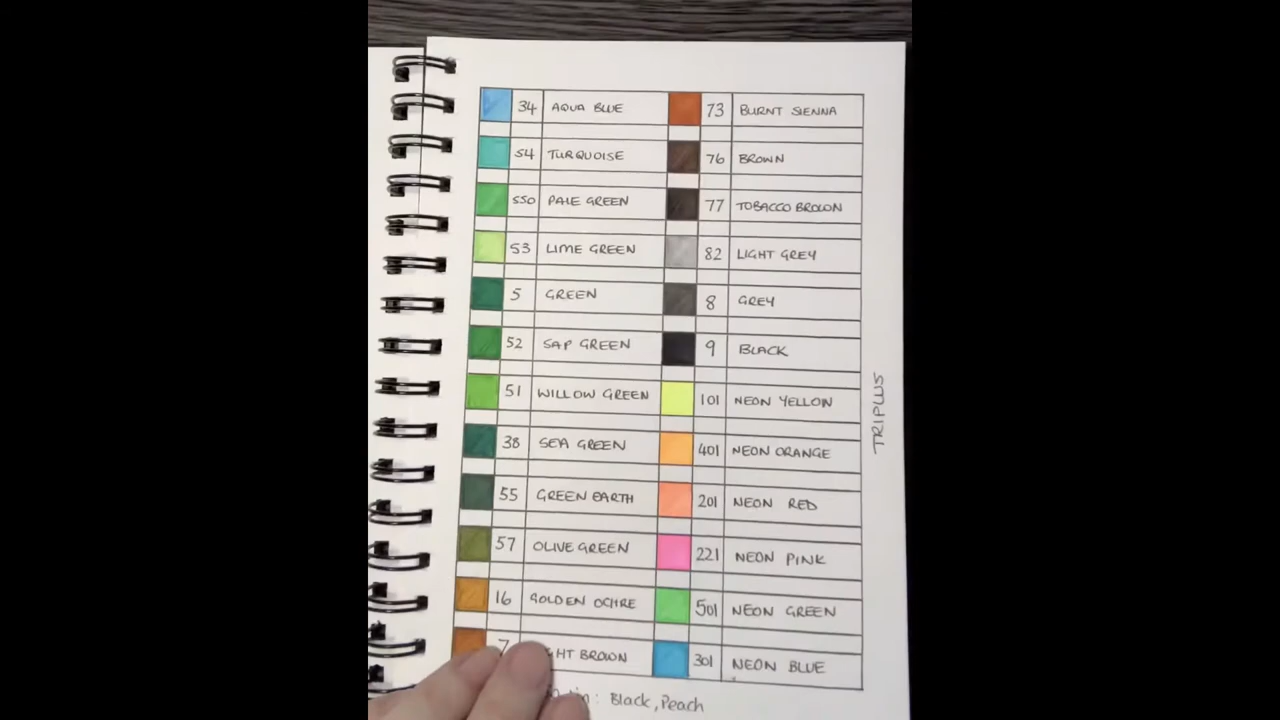 34 AQUA BLUE 73 BURNT SIENNA
54 TURQUOISE 76 BROWN
550 PALE GREEN 77 TOBACCO BROWN
53 LIME GREEN 82 LIGHT GREY
5 GREEN 8 GREY
52 SAP GREEN 9 BLACK
51 WILLOW GREEN 101 NEON YELLOW
38 SEA GREEN 401 NEON ORANGE
55 GREEN EARTH 201 NEON RED
57 OLIVE GREEN 221 NEON PINK
16 GOLDEN OCHRE 501 NEON GREEN
7 BROWN 301 NEON BLUE
Black, Peach
TRIPLUS